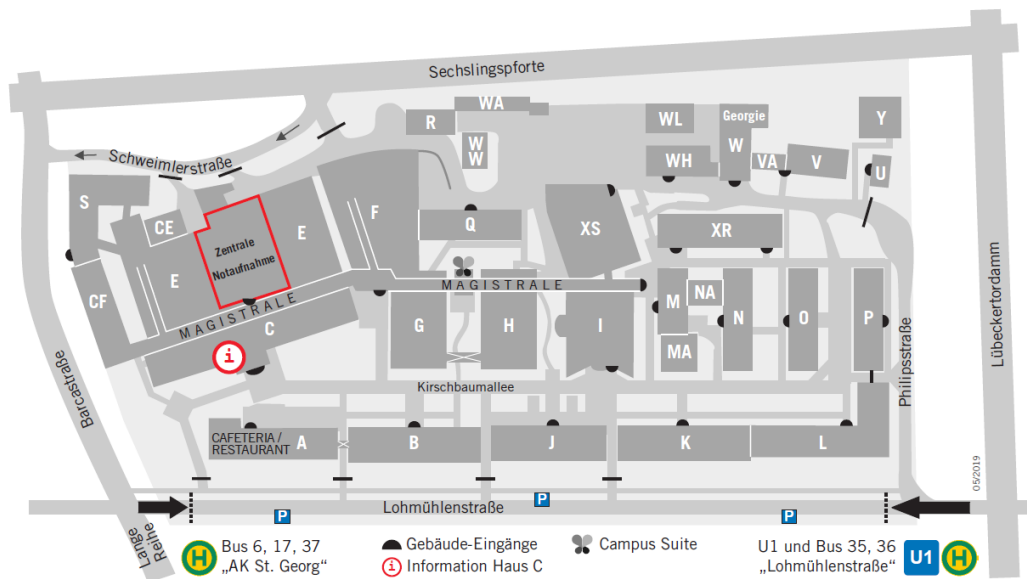 Sechslingspforte
Schweimlerstraße
WA
R
W
W
WL
Georgie
W
WH
VA
V
Y
U
S
CE
Zentrale
Notaufnahme
E
E
F
Q
XS
XR
CF
MAGISTRALE
C
i
MAGISTRALE
G
H
I
M
NA
MA
N
O
P
Kirschbaumallee
CAFETERIA /
RESTAURANT
A
B
J
K
L
Barcastraße
Philipsstraße
Lübeckertordamm
05/2019
Lohmühlenstraße
P
P
P
Lange
Reihe
H
Bus 6, 17, 37
„AK St. Georg“
Gebäude-Eingänge
i Information Haus C
Campus Suite
U1 und Bus 35, 36
„Lohmühlenstraße“
U1
H